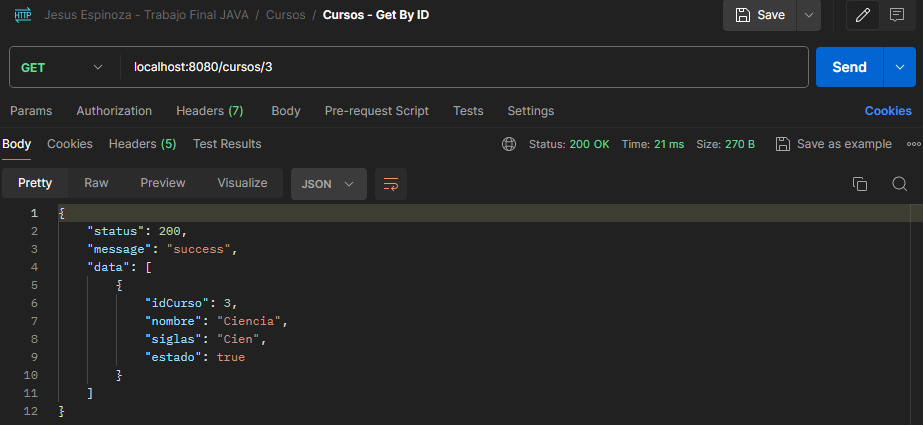 HTTP Jesus Espinoza - Trabajo Final JAVA / Cursos / Cursos - Get By ID Save
GET localhost:8080/cursos/3 Send
Params Authorization Headers (7) Body Pre-request Script Tests Settings Cookies
Body Cookies Headers (5) Test Results Status: 200 OK Time: 21 ms Size: 270 B Save as example
Pretty Raw Preview Visualize JSON
1 {
2 "status": 200,
3 "message": "success",
4 "data": [
5 {
6 "idCurso": 3,
7 "nombre": "Ciencia",
8 "siglas": "Cien",
9 "estado": true
10 }
11 ]
12 }